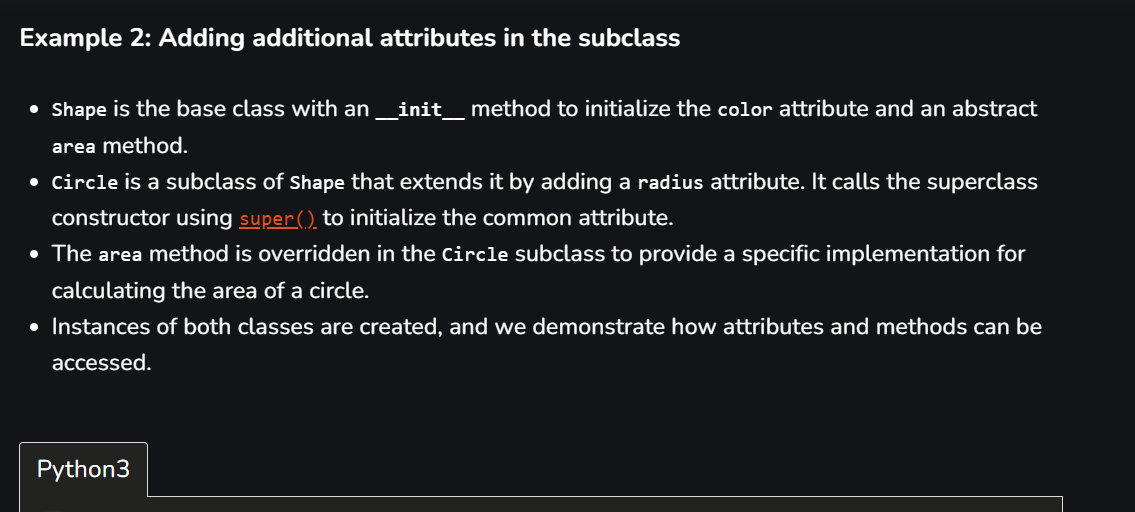 Example 2: Adding additional attributes in the subclass
• Shape is the base class with an __init__ method to initialize the color attribute and an abstract
area method.
• Circle is a subclass of Shape that extends it by adding a radius attribute. It calls the superclass
constructor using super() to initialize the common attribute.
• The area method is overridden in the Circle subclass to provide a specific implementation for
calculating the area of a circle.
• Instances of both classes are created, and we demonstrate how attributes and methods can be
accessed.
Python3